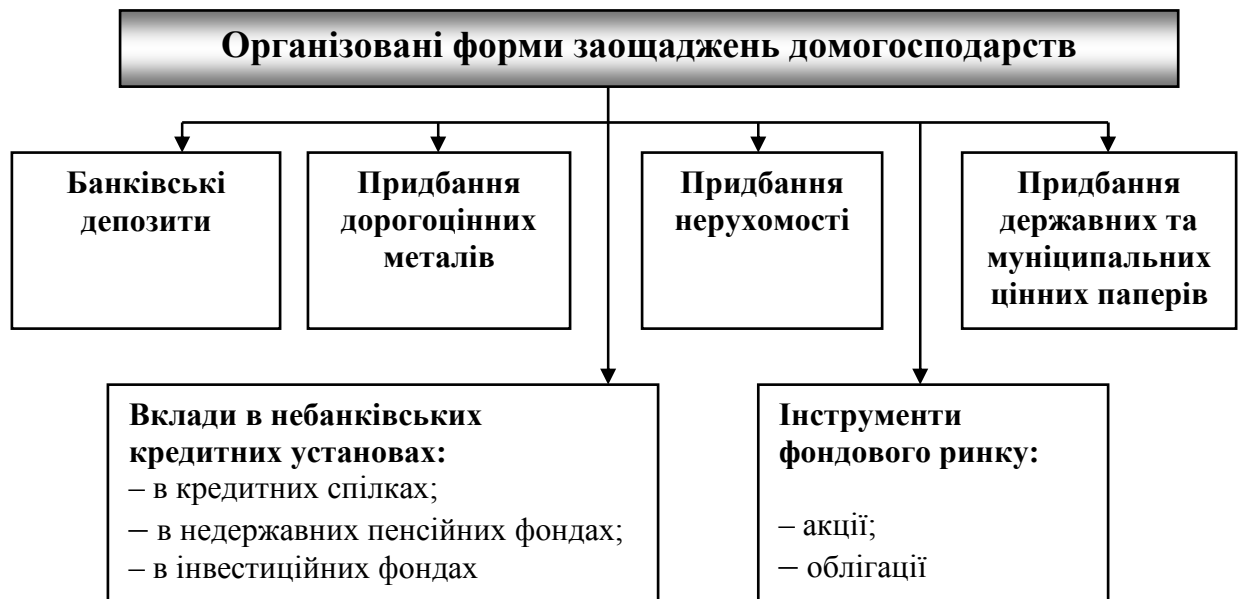 Організовані форми заощаджень домогосподарств
Банківські
депозити
Придбання
дорогоцінних
металів
Придбання
нерухомості
Придбання
державних та
муніципальних
цінних паперів
Вклади в небанківських
кредитних установах:
– в кредитних спілках;
– в недержавних пенсійних фондах;
– в інвестиційних фондах
Інструменти
фондового ринку:
– акції;
– облігації